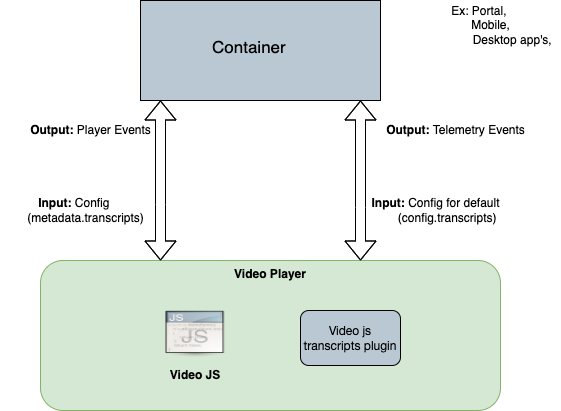 Ex: Portal,
Mobile,
Desktop app's,
Container
Output: Player Events
Output: Telemetry Events
Input: Config
(metadata.transcripts)
Input: Config for default
(config.transcripts)
Video Player
JS
JS
Video JS
Video js
transcripts plugin